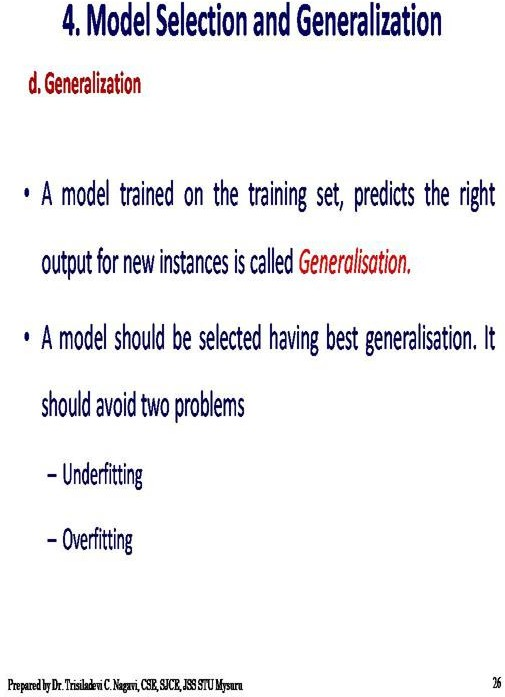 4. Model Selection and Generalization
d. Generalization
• A model trained on the training set, predicts the right
output for new instances is called Generalisation.
• A model should be selected having best generalisation. It
should avoid two problems
– Underfitting
– Overfitting
Prepared by Dr. Trisiladevi C. Nagavi, CSE, SJCE, JSS STU Mysuru
26